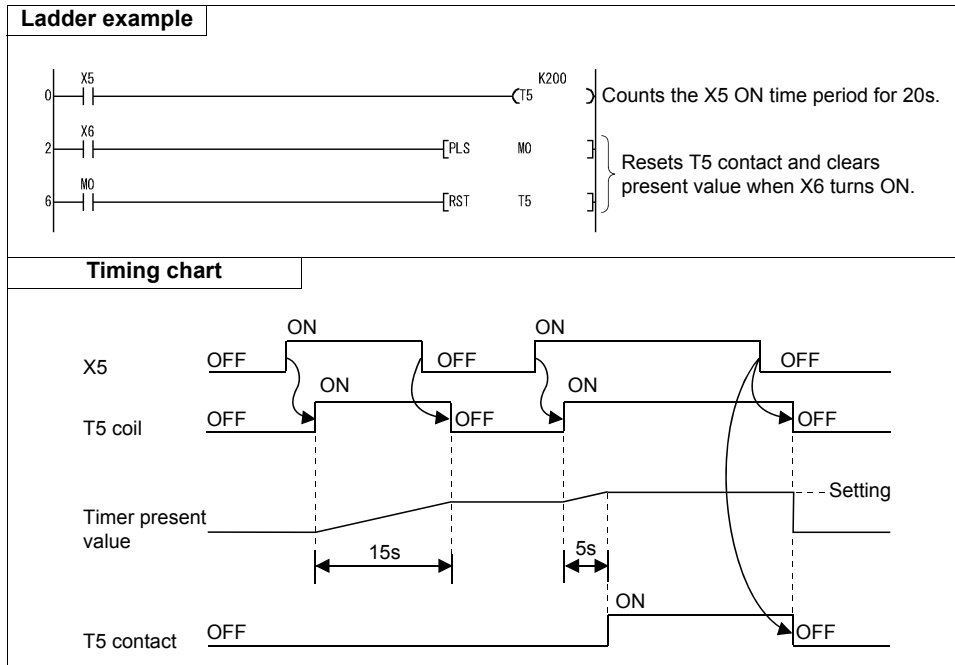 Ladder example
X5 K200
0 T5 Counts the X5 ON time period for 20s.
X6
2 PLS M0
Resets T5 contact and clears
present value when X6 turns ON.
M0
6 RST T5
Timing chart
ON ON
X5 OFF OFF OFF
ON ON
T5 coil OFF OFF OFF
Setting
Timer present
value
15s 5s
ON
T5 contact OFF OFF